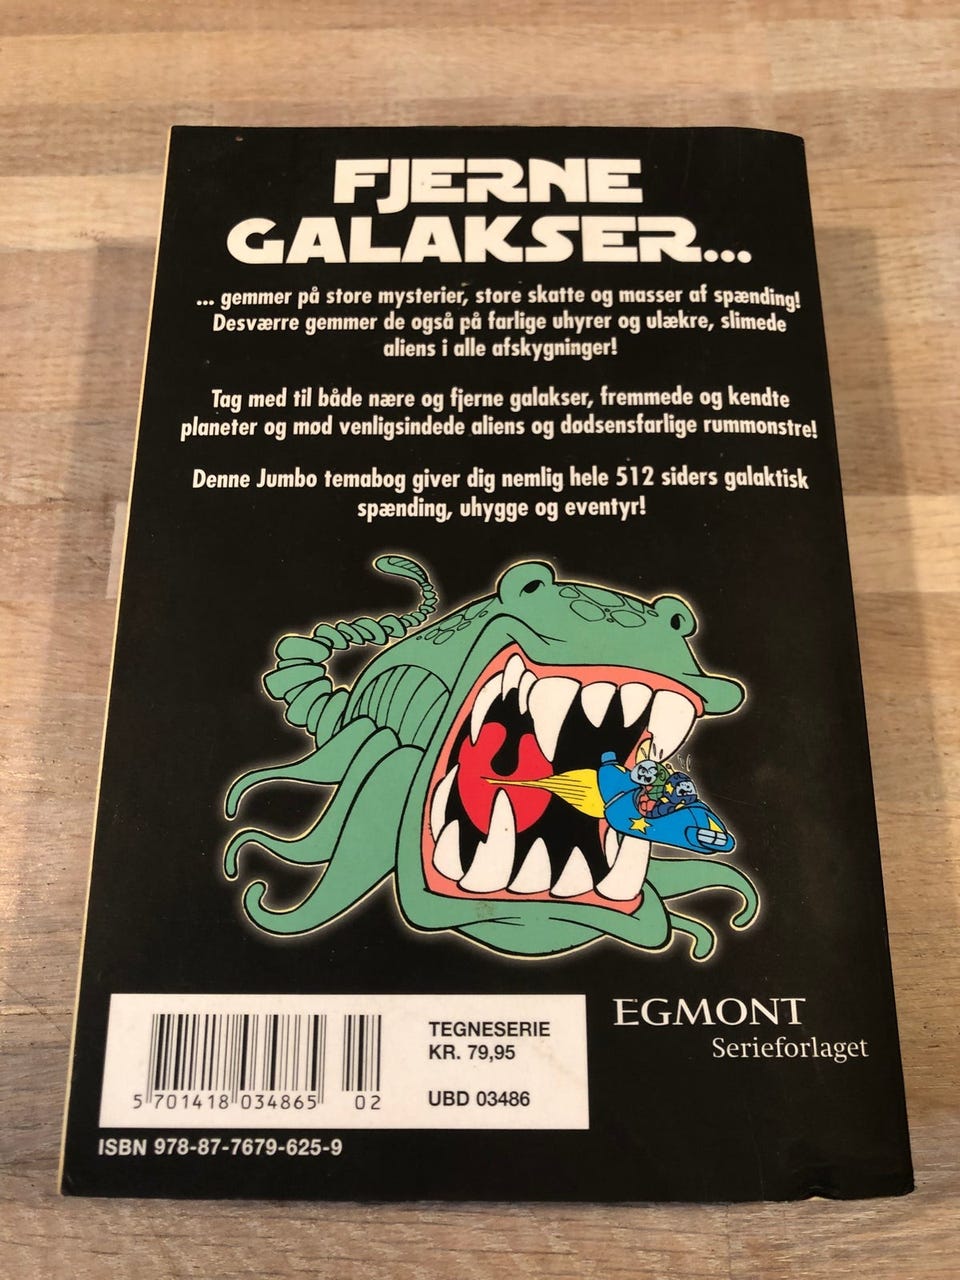 FJERNE
GALAKSER...
... gemmer på store mysterier, store skatte og masser af spænding!
Desværre gemmer de også på farlige uhyrer og ulækre, slimede
aliens i alle afskygninger!
Tag med til både nære og fjerne galakser, fremmede og kendte
planeter og mød venligsindede aliens og dødsensfarlige rummonstre!
Denne Jumbo temabog giver dig nemlig hele 512 siders galaktisk
spænding, uhygge og eventyr!
TEGNESERIE
KR. 79,95
UBD 03486
5 701418 034865 02
ISBN 978-87-7679-625-9
EGMONT
Serieforlaget